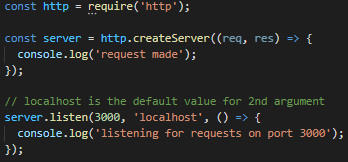 const http = require('http');
const server = http.createServer((req, res) => {
  console.log('request made');
});
// localhost is the default value for 2nd argument
server.listen(3000, 'localhost', () => {
  console.log('listening for requests on port 3000');
});